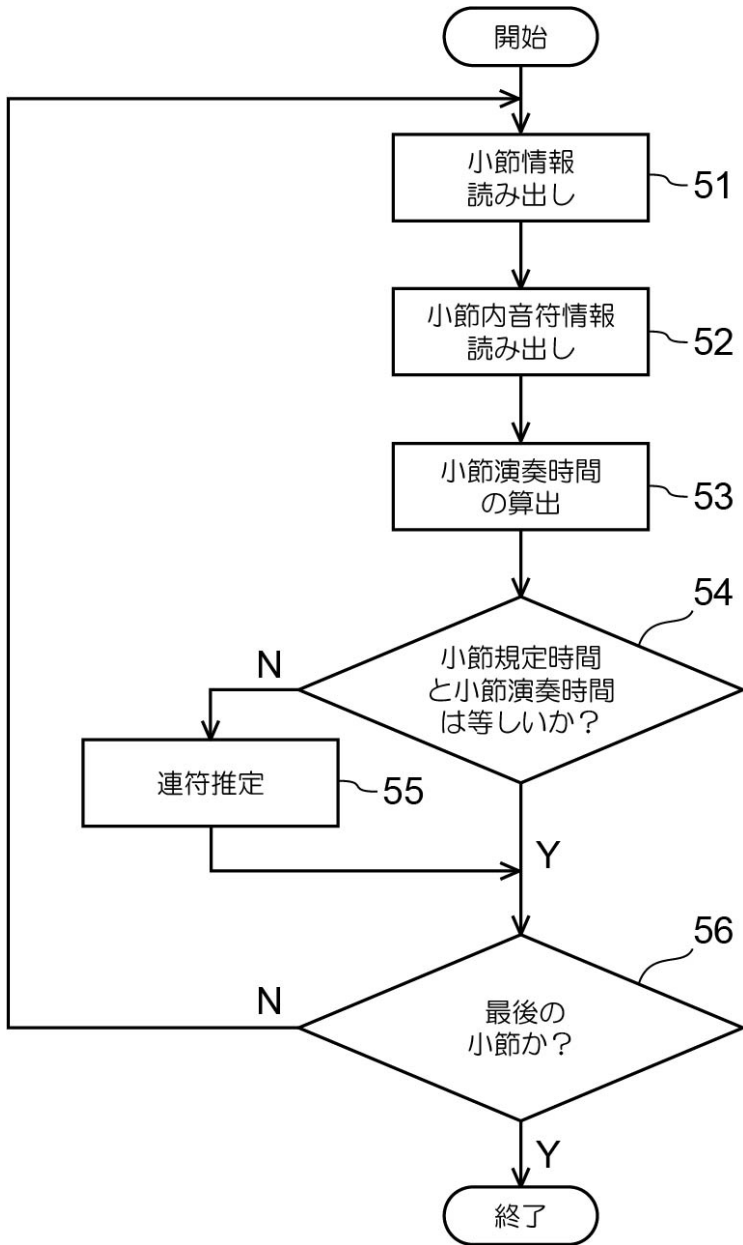 開始
小節情報
読み出し
51
小節内音符情報
読み出し
52
小節演奏時間
の算出
53
54
小節規定時間
と小節演奏時間
は等しいか？
N
連符推定
55
Y
56
N
最後の
小節か？
Y
終了